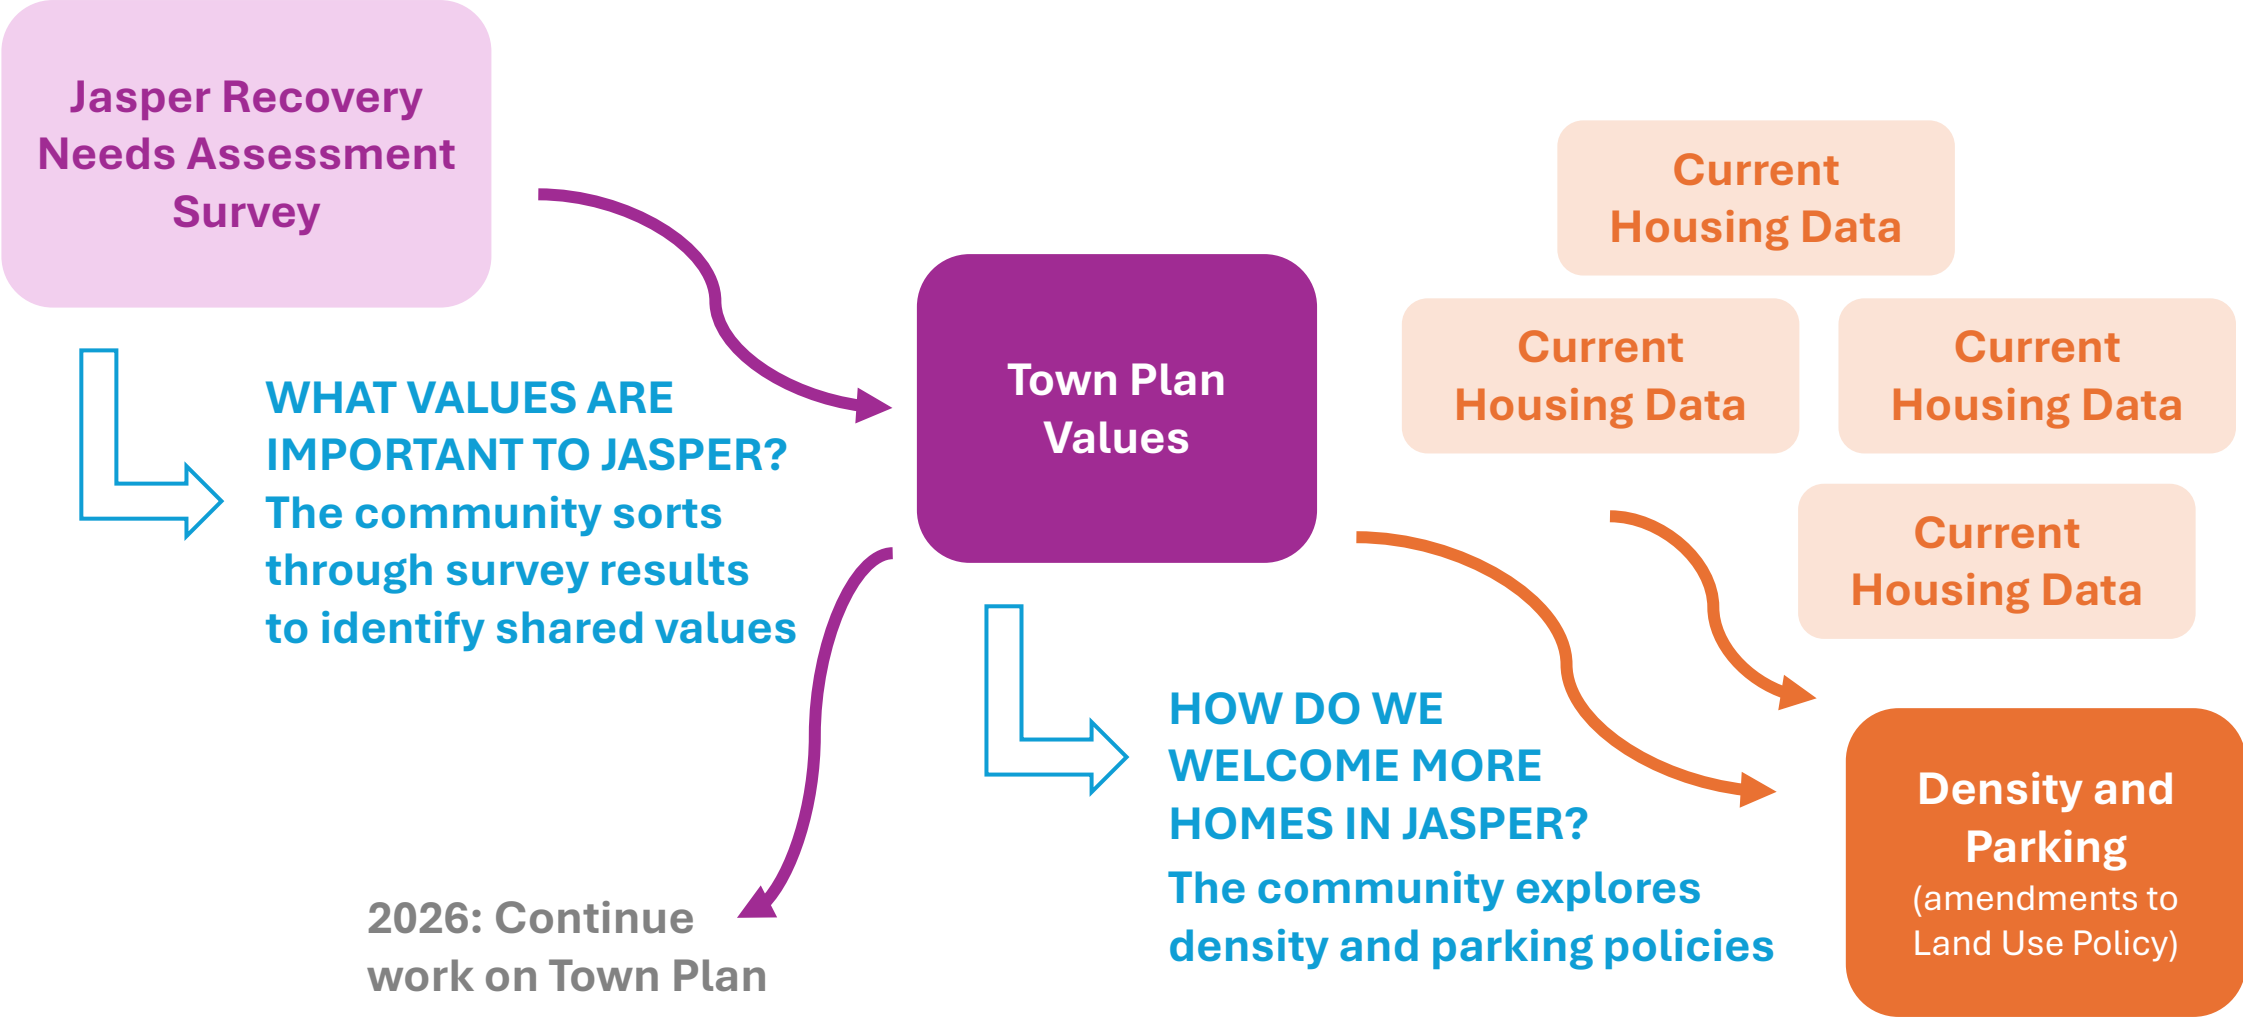 Jasper Recovery
Needs Assessment
Survey
WHAT VALUES ARE
IMPORTANT TO JASPER?
The community sorts
through survey results
to identify shared values
Town Plan
Values
2026: Continue
work on Town Plan
HOW DO WE
WELCOME MORE
HOMES IN JASPER?
The community explores
density and parking policies
Current
Housing Data
Current
Housing Data
Current
Housing Data
Current
Housing Data
Density and
Parking
(amendments to
Land Use Policy)